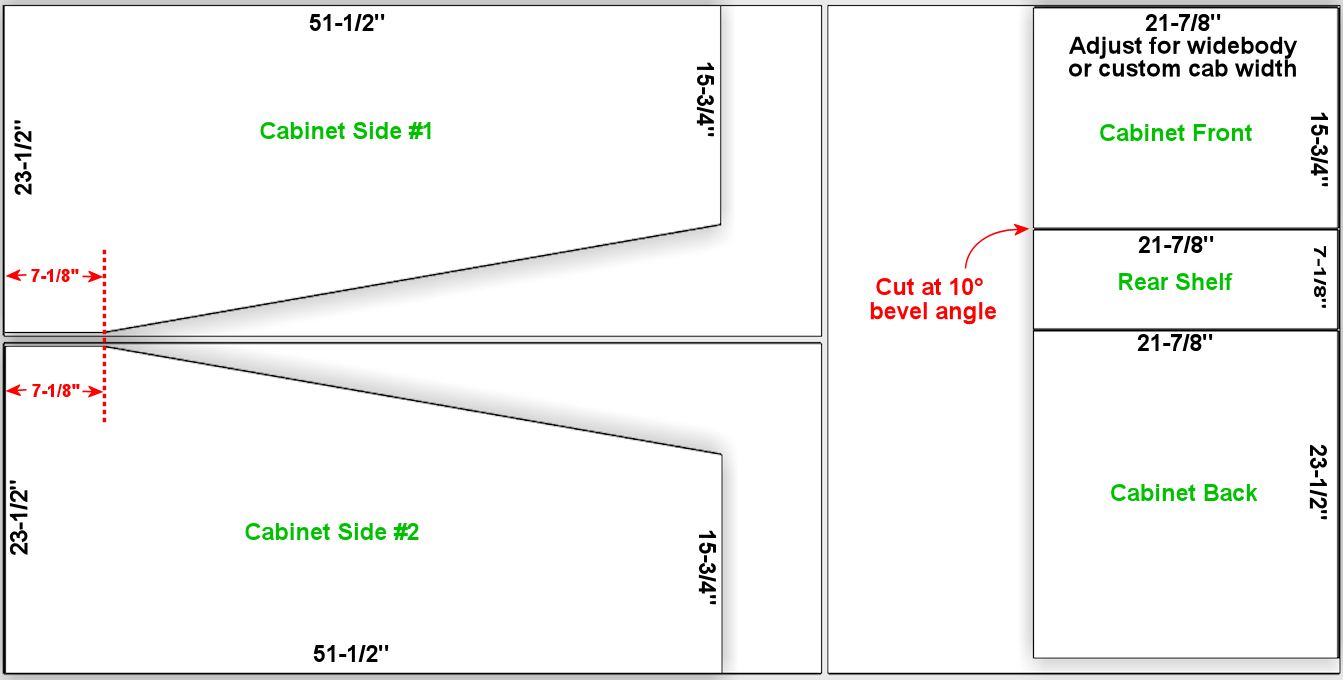 51-1/2"
15-3/4"
Cabinet Side #1
23-1/2"
7-1/8"
7-1/8"
23-1/2"
Cabinet Side #2
15-3/4"
51-1/2"
21-7/8"
Adjust for widebody
or custom cab width
Cabinet Front
15-3/4"
Cut at 10º
bevel angle
21-7/8"
Rear Shelf
7-1/8"
21-7/8"
Cabinet Back
23-1/2"